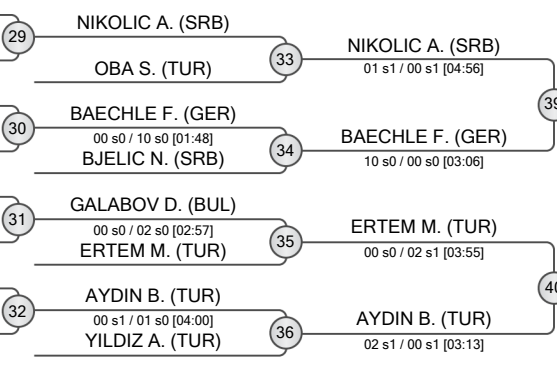 NIKOLIC A. (SRB)
29
OBA S. (TUR)
33
NIKOLIC A. (SRB)
01 s1 / 00 s1 [04:56]
39
BAECHLE F. (GER)
30
00 s0 / 10 s0 [01:48]
BJELIC N. (SRB)
34
BAECHLE F. (GER)
10 s0 / 00 s0 [03:06]
GALABOV D. (BUL)
31
00 s0 / 02 s0 [02:57]
ERTEM M. (TUR)
35
ERTEM M. (TUR)
00 s0 / 02 s1 [03:55]
40
AYDIN B. (TUR)
32
00 s1 / 01 s0 [04:00]
YILDIZ A. (TUR)
36
AYDIN B. (TUR)
02 s1 / 00 s1 [03:13]